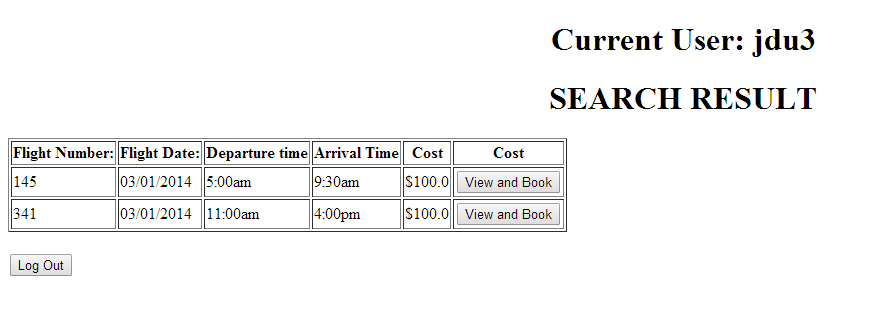 Current User: jdu3
SEARCH RESULT
Flight Number: Flight Date: Departure time Arrival Time Cost Cost
145 03/01/2014 5:00am 9:30am $100.0 View and Book
341 03/01/2014 11:00am 4:00pm $100.0 View and Book
Log Out